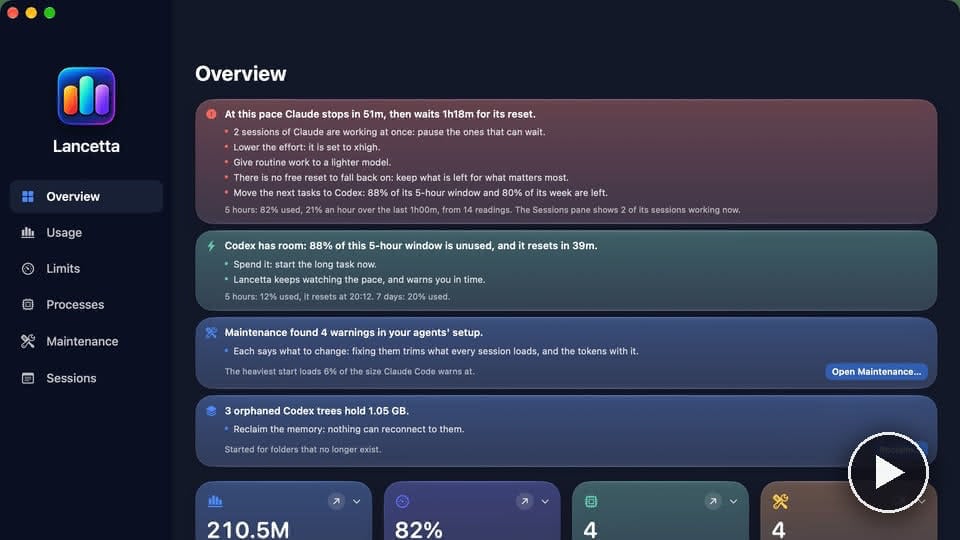 Overview
Lancetta
Overview
Usage
Limits
Processes
Maintenance
Sessions
At this pace Claude stops in 51m, then waits 1h18m for its reset.
2 sessions of Claude are working at once: pause the ones that can wait.
Lower the effort: it is set to xhigh.
Give routine work to a lighter model.
There is no free reset to fall back on: keep what is left for what matters most.
Move the next tasks to Codex: 88% of its 5-hour window and 80% of its week are left.
5 hours: 82% used, 21% an hour over the last 1h00m, from 14 readings. The Sessions pane shows 2 of its sessions working now.
Codex has room: 88% of this 5-hour window is unused, and it resets in 39m.
Spend it: start the long task now.
Lancetta keeps watching the pace, and warns you in time.
5 hours: 12% used, it resets at 20:12. 7 days: 20% used.
Maintenance found 4 warnings in your agents' setup.
Each says what to change: fixing them trims what every session loads, and the tokens with it.
The heaviest start loads 6% of the size Claude Code warns at.
Open Maintenance...
3 orphaned Codex trees hold 1.05 GB.
Reclaim the memory: nothing can reconnect to them.
Started for folders that no longer exist.
210.5M
82%
4
4